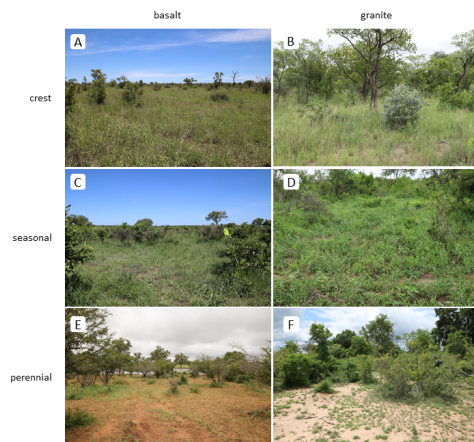 basalt granite
A B
crest
C D
seasonal
E F
perennial